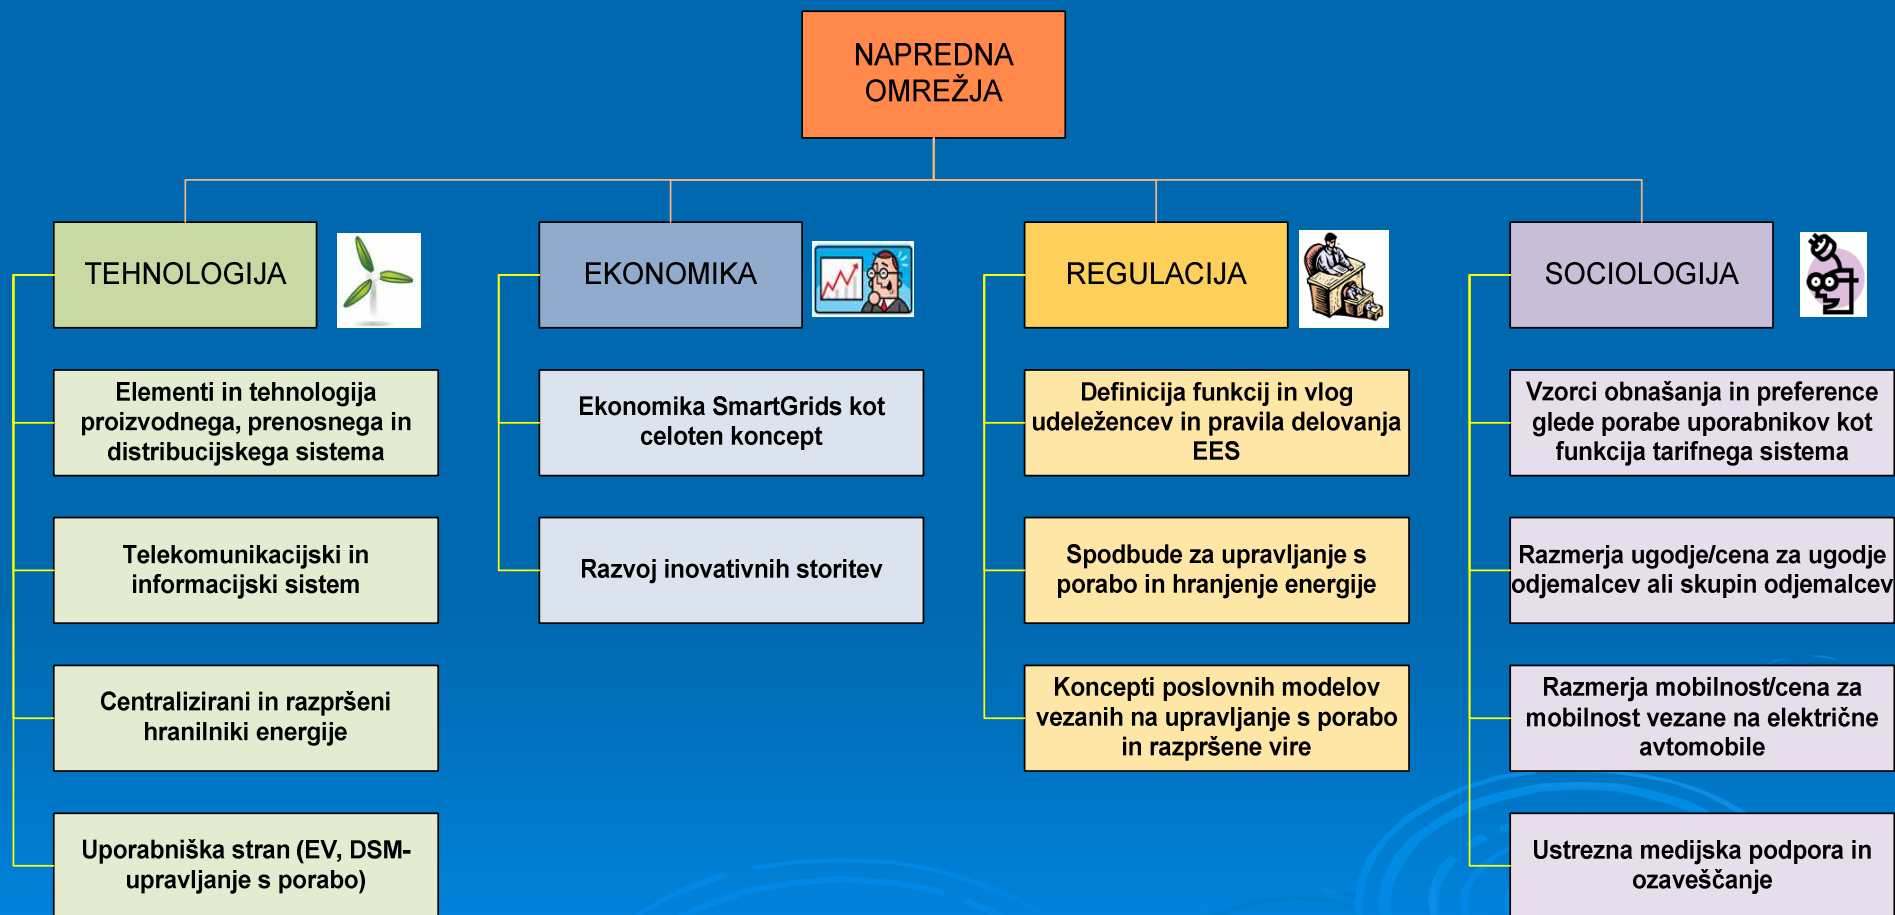 NAPREDNA
OMREŽJA
TEHNOLOGIJA
Elementi in tehnologija
proizvodnega, prenosnega in
distribucijskega sistema
Telekomunikacijski in
informacijski sistem
Centralizirani in razpršeni
hranilniki energije
Uporabniška stran (EV, DSM-
upravljanje s porabo)
EKONOMIKA
Ekonomika SmartGrids kot
celoten koncept
Razvoj inovativnih storitev
REGULACIJA
Definicija funkcij in vlog
udeležencev in pravila delovanja
EES
Spodbude za upravljanje s
porabo in hranjenje energije
Koncepti poslovnih modelov
vezanih na upravljanje s porabo
in razpršene vire
SOCIOLOGIJA
Vzorci obnašanja in preference
glede porabe uporabnikov kot
funkcija tarifnega sistema
Razmerja ugodje/cena za ugodje
odjemalcev ali skupin odjemalcev
Razmerja mobilnost/cena za
mobilnost vezane na električne
avtomobile
Ustrezna medijska podpora in
ozaveščanje